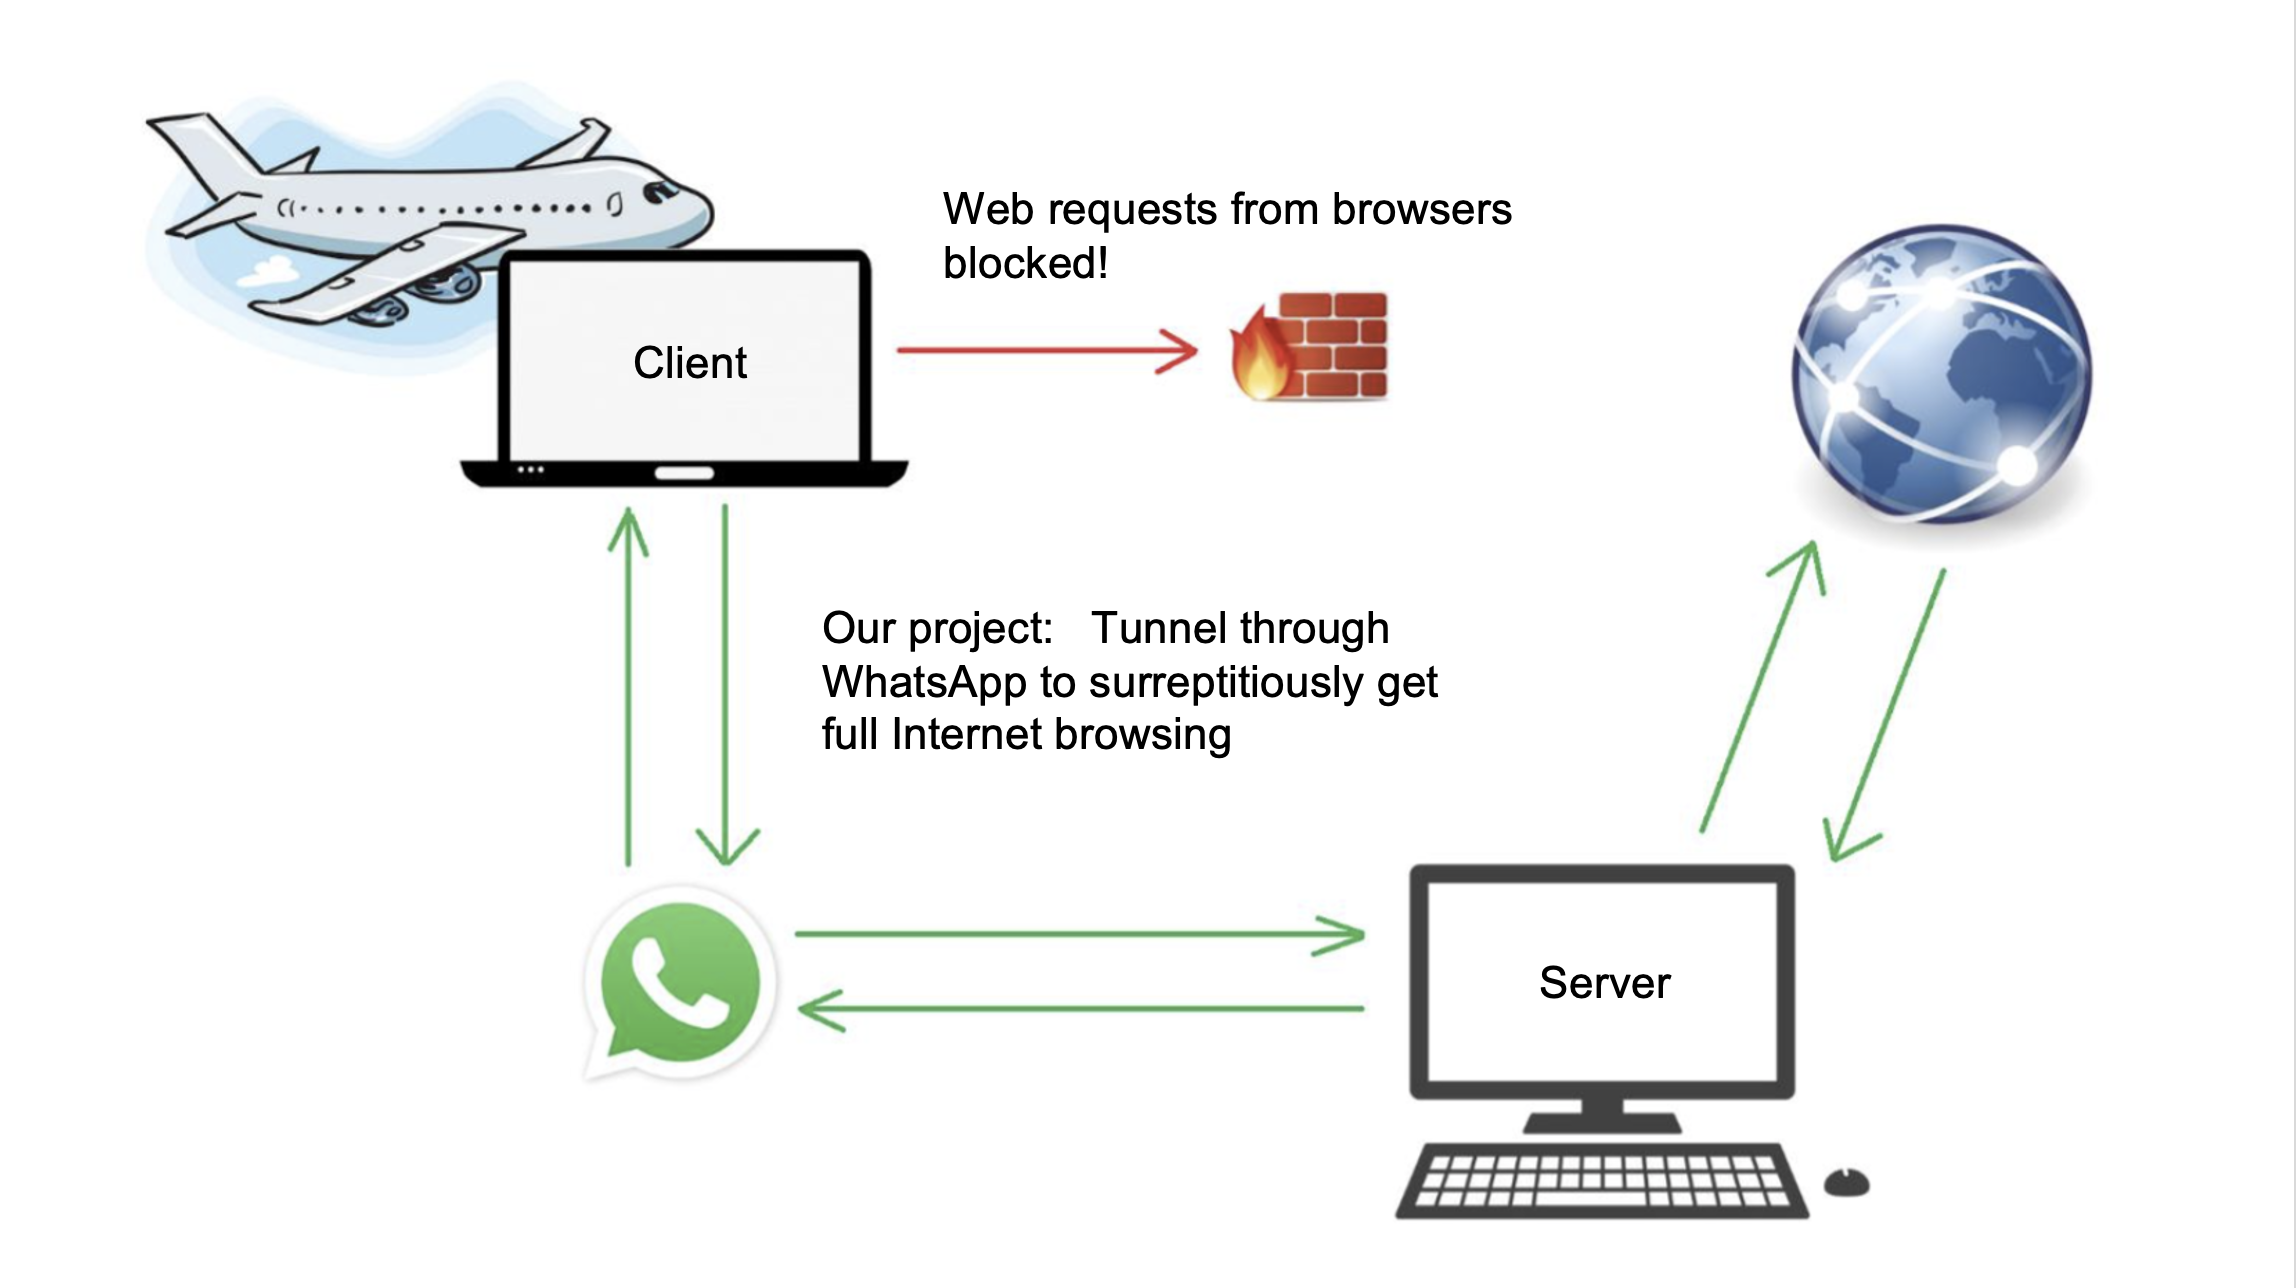 Web requests from browsers
blocked!
Client
Our project:   Tunnel through
WhatsApp to surreptitiously get
full Internet browsing
Server